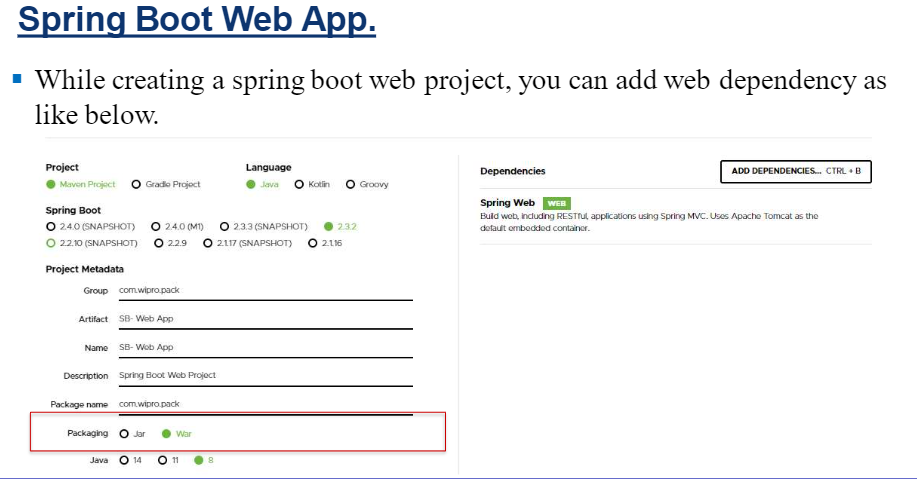 Spring Boot Web App.
While creating a spring boot web project, you can add web dependency as
like below.
Project
Maven Project Gradle Project
Language
Java Kotlin Groovy
Spring Boot
2.4.0 (SNAPSHOT) 2.4.0 (M1) 2.3.3 (SNAPSHOT) 2.3.2
2.2.10 (SNAPSHOT) 2.2.9 2.1.17 (SNAPSHOT) 2.1.16
Project Metadata
Group com.wipro.pack
Artifact SB- Web App
Name SB- Web App
Description Spring Boot Web Project
Package name com.wipro.pack
Packaging Jar War
Java 14 11 8
Dependencies
ADD DEPENDENCIES... CTRL + B
Spring Web WEB
Build web, including RESTful, applications using Spring MVC. Uses Apache Tomcat as the
default embedded container.